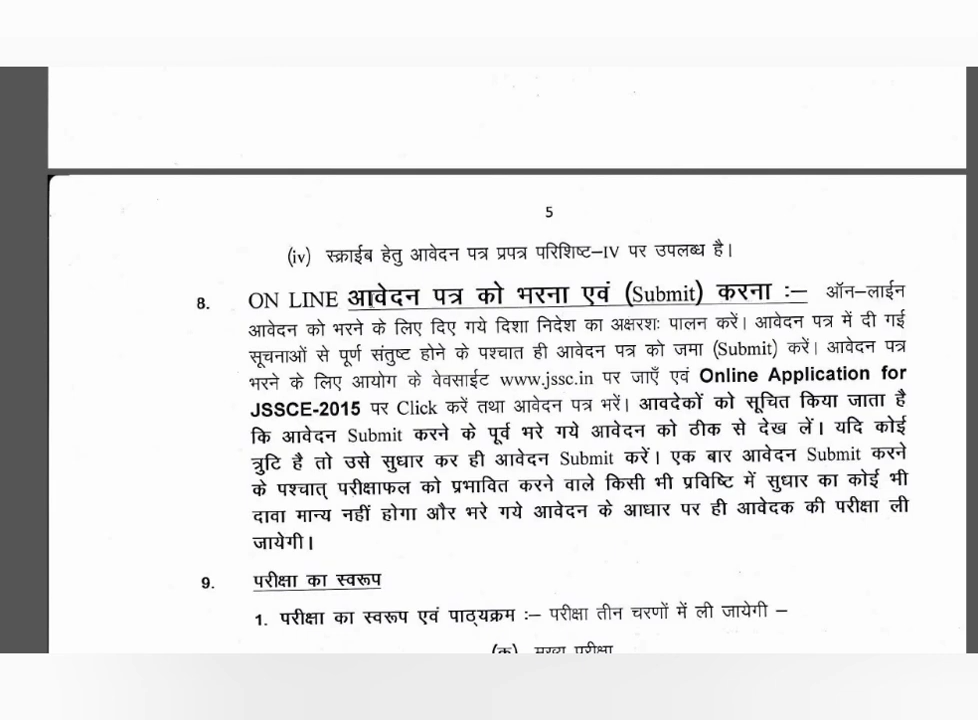 5
(iv) स्क्राईब हेतु आवेदन पत्र प्रपत्र परिशिष्ट–IV पर उपलब्ध है।
8. ON LINE आवेदन पत्र को भरना एवं (Submit) करना :– ऑन–लाईन
आवेदन को भरने के लिए दिए गये दिशा निदेश का अक्षरशः पालन करें। आवेदन पत्र में दी गई
सूचनाओं से पूर्ण संतुष्ट होने के पश्चात ही आवेदन पत्र को जमा (Submit) करें। आवेदन पत्र
भरने के लिए आयोग के वेवसाईट www.jssc.in पर जाएँ एवं Online Application for
JSSCE-2015 पर Click करें तथा आवेदन पत्र भरें। आवदेकों को सूचित किया जाता है
कि आवेदन Submit करने के पूर्व भरे गये आवेदन को ठीक से देख लें। यदि कोई
त्रुटि है तो उसे सुधार कर ही आवेदन Submit करें। एक बार आवेदन Submit करने
के पश्चात् परीक्षाफल को प्रभावित करने वाले किसी भी प्रविष्टि में सुधार का कोई भी
दावा मान्य नहीं होगा और भरे गये आवेदन के आधार पर ही आवेदक की परीक्षा ली
जायेगी।
9. परीक्षा का स्वरूप
1. परीक्षा का स्वरूप एवं पाठ्यक्रम :– परीक्षा तीन चरणों में ली जायेगी –
(क) मुख्य परीक्षा